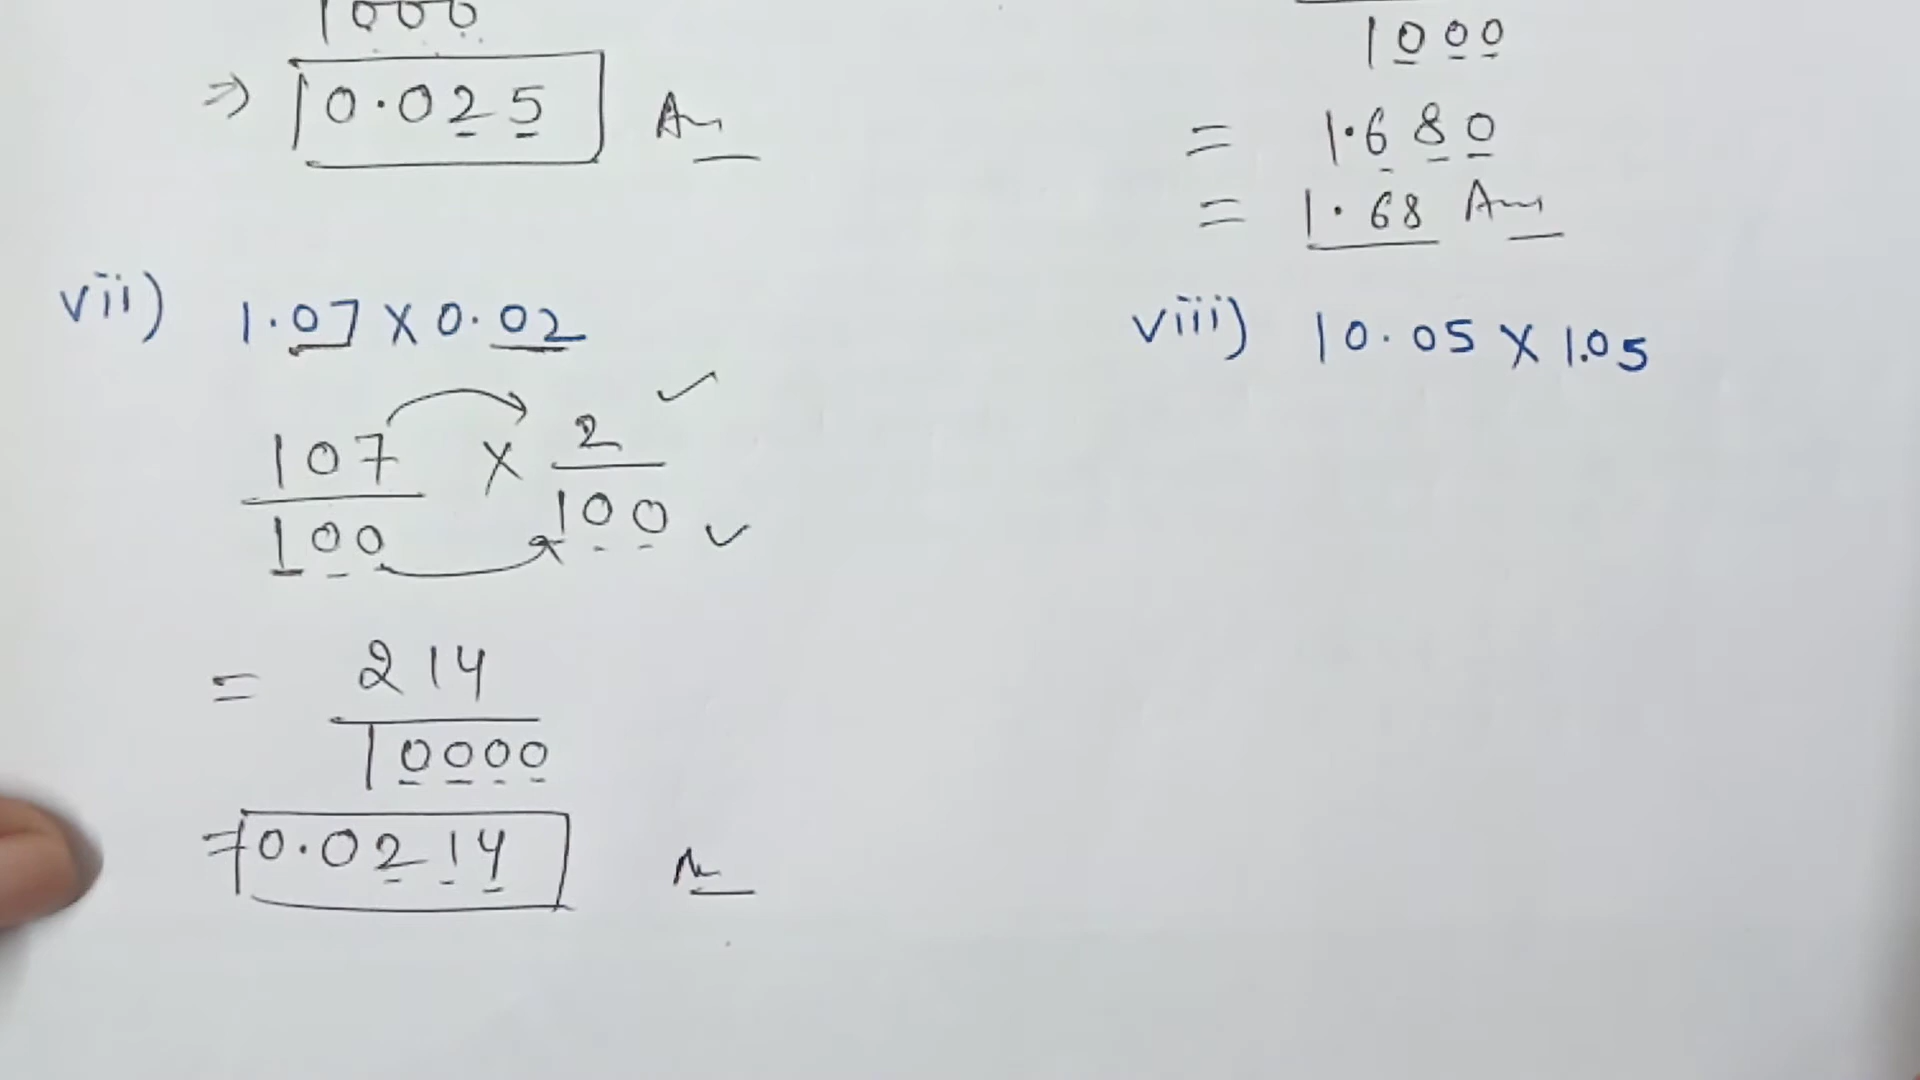 1000
⇒ 0.025 Ans
vii) 1.07 X 0.02
107 X 2
100 100
= 214
10000
= 0.0214
1000
= 1.680
= 1.68 Ans
viii) 10.05 X 1.05